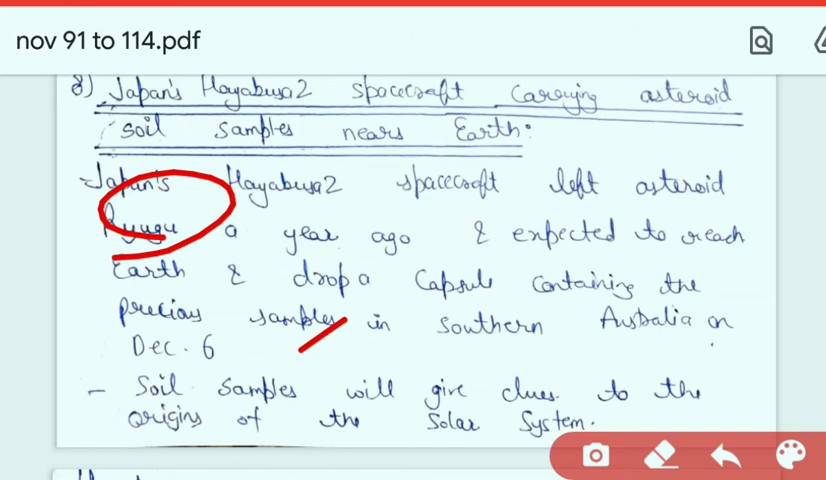 nov 91 to 114.pdf
8) Japan's Hayabusa2 spacecraft carrying asteroid
soil samples nears Earth:
Japan's Hayabusa2 spacecraft left asteroid
Ryugu a year ago & expected to reach
Earth & drop a capsule containing the
precious samples in Southern Australia on
Dec. 6
- Soil samples will give clues to the
origins of the Solar System.